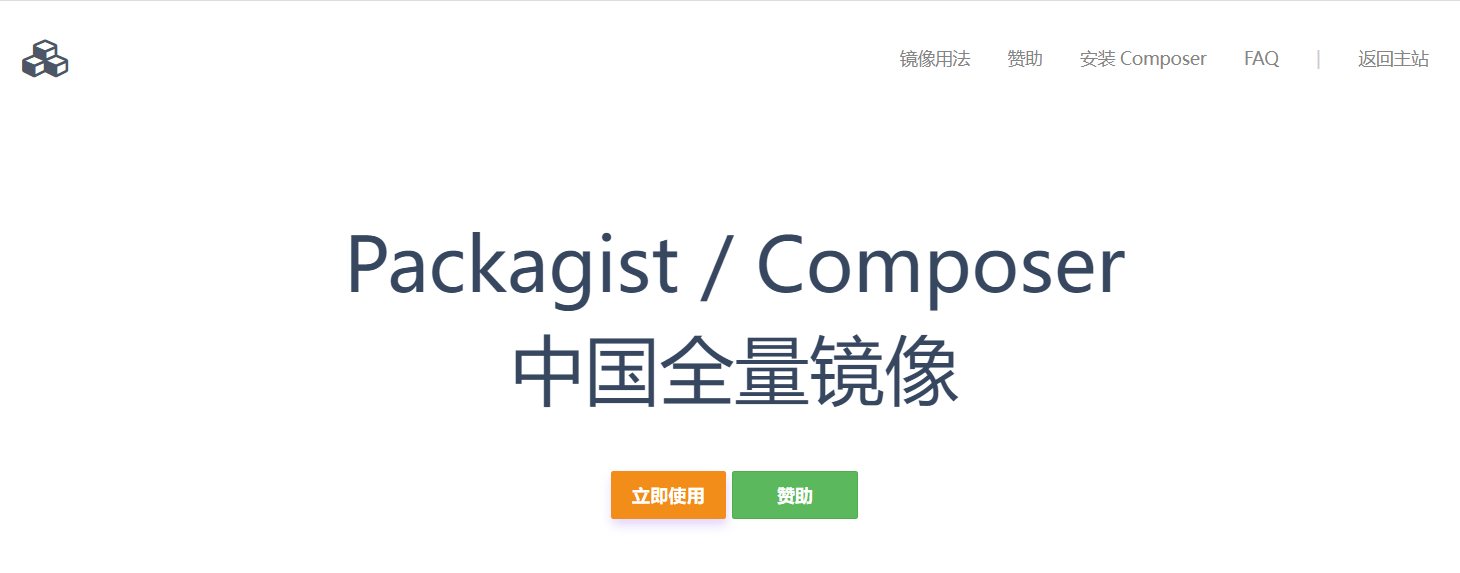 镜像用法 赞助 安装 Composer FAQ | 返回主站
Packagist / Composer
中国全量镜像
立即使用 赞助